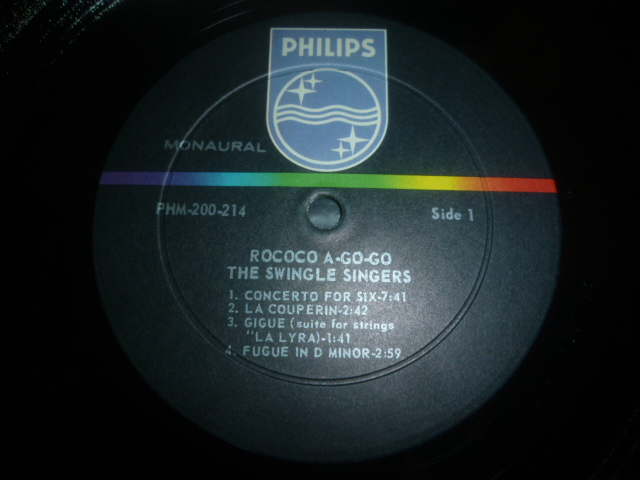 PHILIPS
MONAURAL
PHM-200-214 Side 1
ROCOCO A-GO-GO
THE SWINGLE SINGERS
1. CONCERTO FOR SIX-7:41
2. LA COUPERIN-2:42
3. GIGUE (suite for strings
"LA LYRA)-1:41
4. FUGUE IN D MINOR-2:59